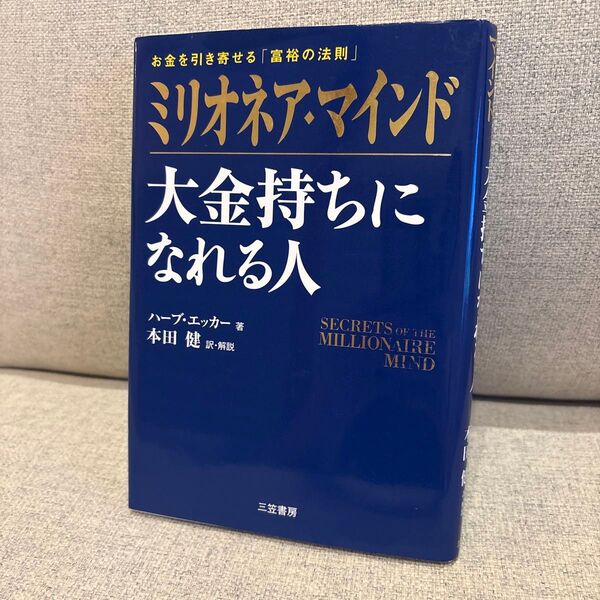 お金を引き寄せる「富裕の法則」
ミリオネア・マインド
大金持ちに
なれる人
ハーブ・エッカー 著
本田 健 訳・解説
SECRETS OF THE
MILLIONAIRE
MIND
三笠書房